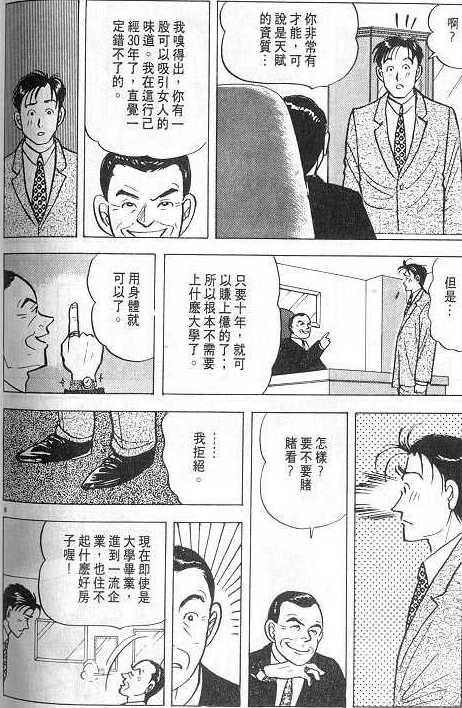 啊？
你非常有
才能，可
說是天賦
的資質…
我嗅得出，你有一
股可以吸引女人的
味道。我在這行已
經30年了，直覺一
定錯不了的。
但是…
只要十年，就可
以賺上億的了；
所以根本不需要
上什麼大學了。
用身體就
可以了。
怎樣？
要不要賭
賭看？
……
我拒絕。
現在即使是
大學畢業，
進到一流企
業，也住不
起什麼好房
子喔！